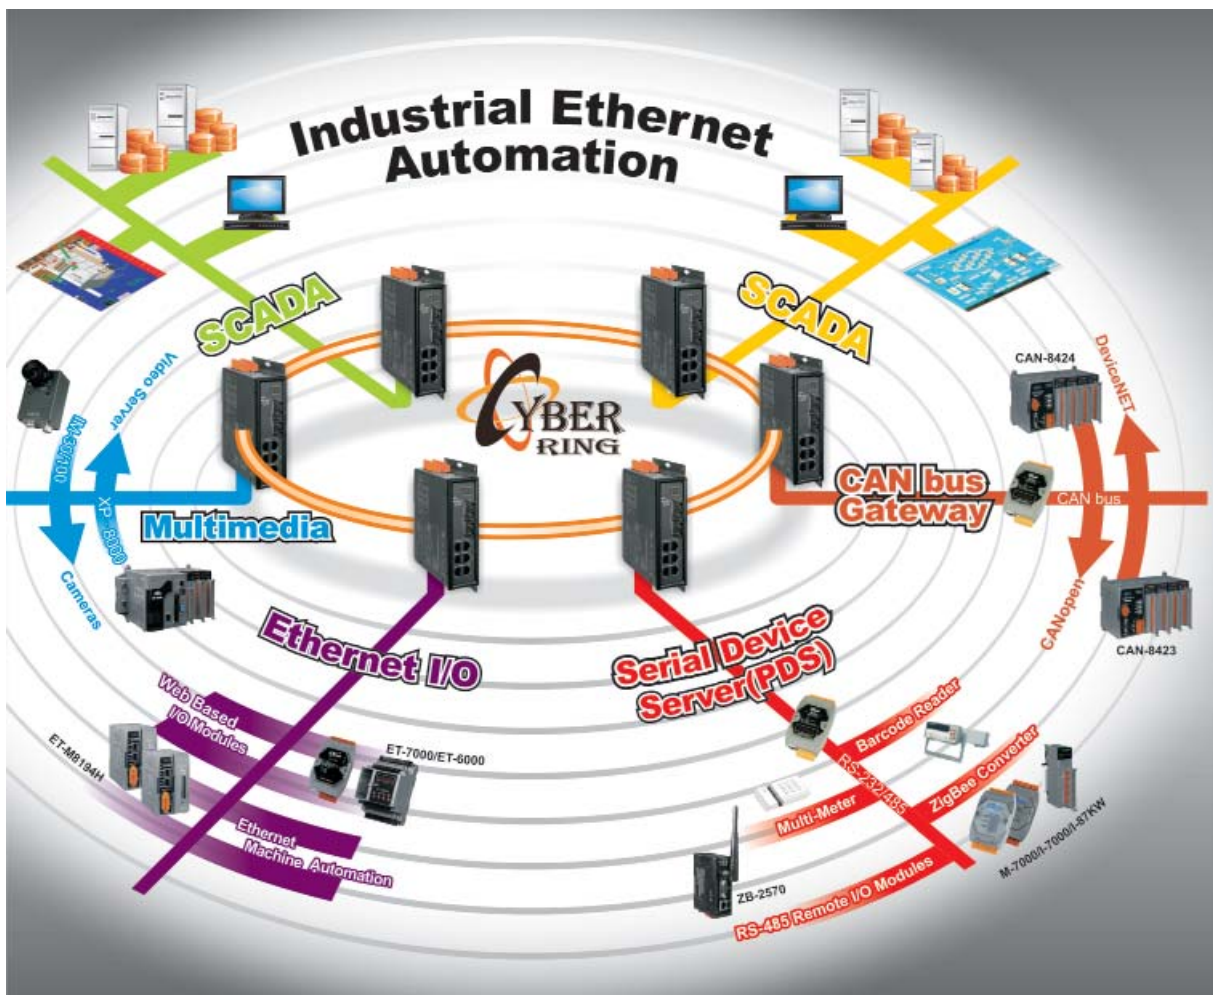 Industrial Ethernet
Automation
SCADA
SCADA
CYBER
RING
Video Server
IM-30/100
XP-8000
Cameras
Multimedia
CAN-8424
DeviceNET
CAN bus
Gateway
CAN bus
CANopen
CAN-8423
Ethernet I/O
Serial Device
Server(PDS)
Web Based
I/O Modules
ET-7000/ET-6000
ET-M8194H
Ethernet
Machine Automation
Barcode Reader
RS-232/485
ZigBee Converter
Multi-Meter
M-7000/I-7000/I-87KW
ZB-2570
RS-485 Remote I/O Modules